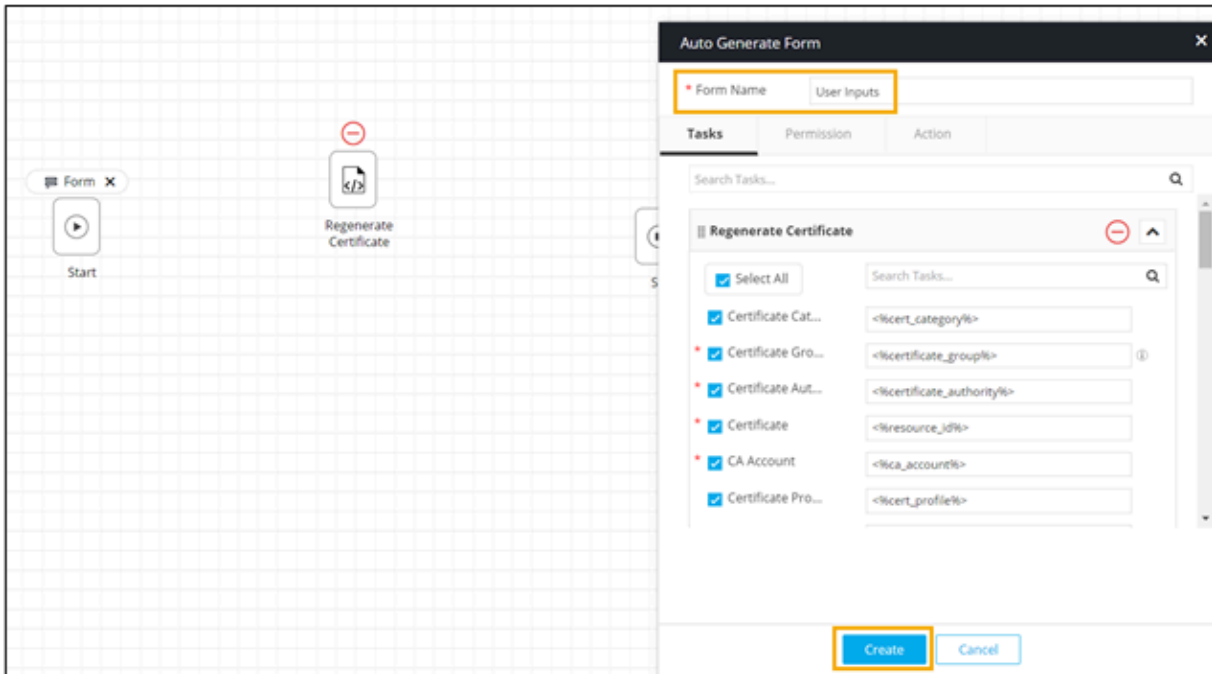 Auto Generate Form
* Form Name User Inputs
Tasks Permission Action
Form
Search Tasks...
Regenerate Certificate
Start
Regenerate
Certificate
S
Select All Search Tasks...
Certificate Cat... <%cert_category%>
* Certificate Gro... <%certificate_group%>
* Certificate Aut... <%certificate_authority%>
* Certificate <%resource_id%>
* CA Account <%ca_account%>
Certificate Pro... <%cert_profile%>
Create Cancel